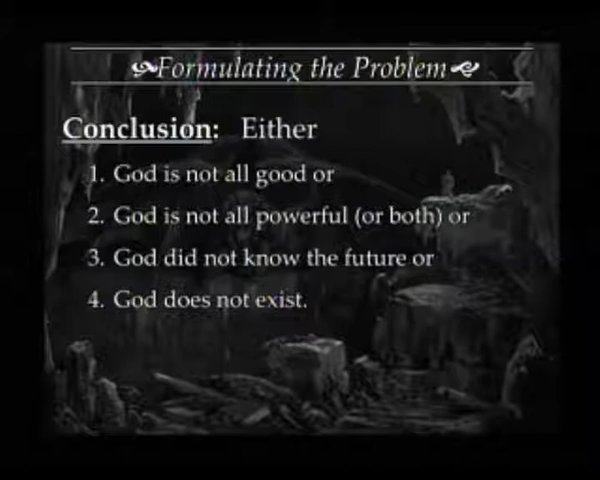 Formulating the Problem
Conclusion: Either
1. God is not all good or
2. God is not all powerful (or both) or
3. God did not know the future or
4. God does not exist.